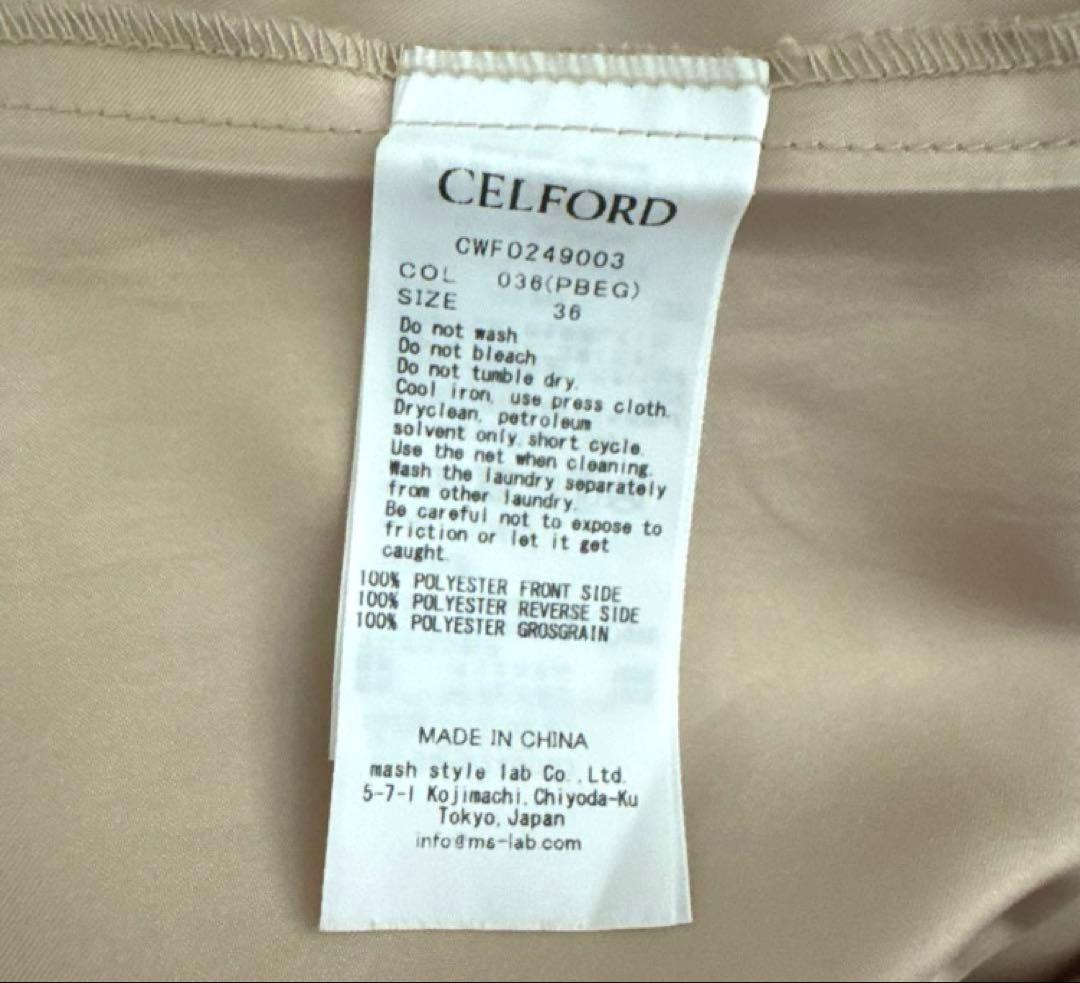 CELFORD
CWF0249003
COL 036(PBEG)
SIZE 36
Do not wash
Do not bleach
Do not tumble dry.
Cool iron, use press cloth.
Dryclean, petroleum
solvent only, short cycle.
Use the net when cleaning.
Wash the laundry separately
from other laundry.
Be careful not to expose to
friction or let it get
caught.
100% POLYESTER FRONT SIDE
100% POLYESTER REVERSE SIDE
100% POLYESTER GROSGRAIN
MADE IN CHINA
mash style lab Co.,Ltd.
5-7-1 Kojimachi, Chiyoda-Ku
Tokyo, Japan
info@ms-lab.com